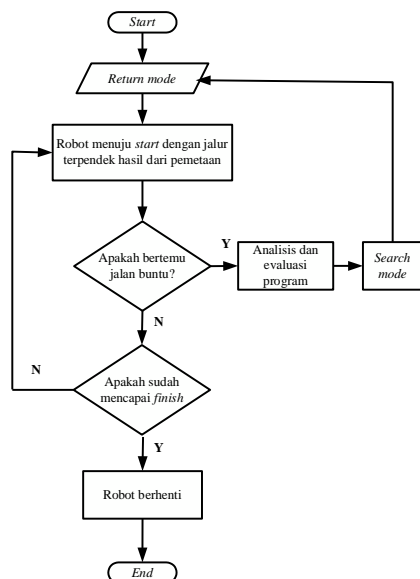 Start
Return mode
Robot menuju start dengan jalur
terpendek hasil dari pemetaan
Apakah bertemu
jalan buntu?
Y
Analisis dan
evaluasi
program
Search
mode
N
Apakah sudah
mencapai finish
N
Y
Robot berhenti
End